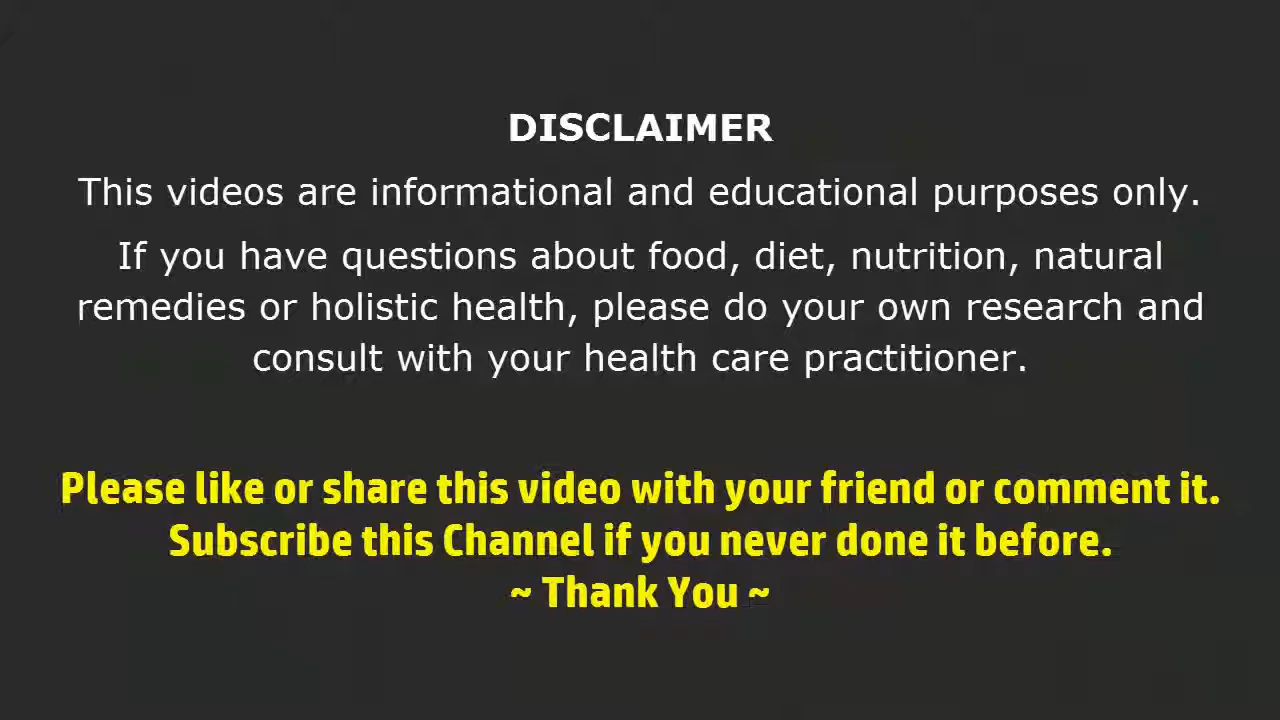 DISCLAIMER
This videos are informational and educational purposes only.
If you have questions about food, diet, nutrition, natural
remedies or holistic health, please do your own research and
consult with your health care practitioner.
Please like or share this video with your friend or comment it.
Subscribe this Channel if you never done it before.
~ Thank You ~